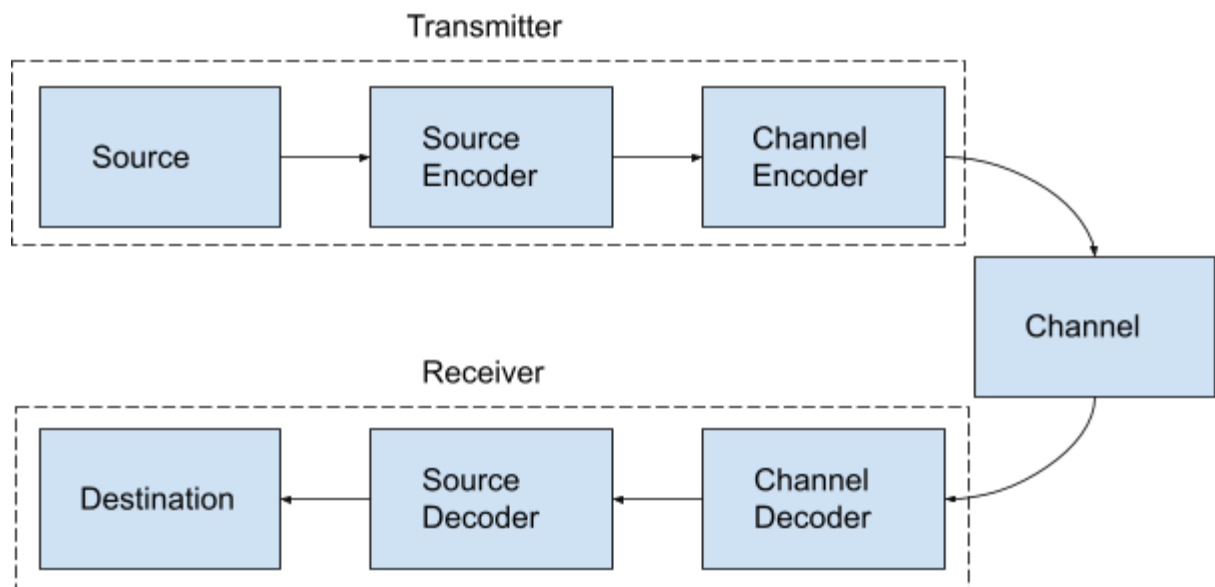 Transmitter
Source
Source
Encoder
Channel
Encoder
Channel
Receiver
Destination
Source
Decoder
Channel
Decoder